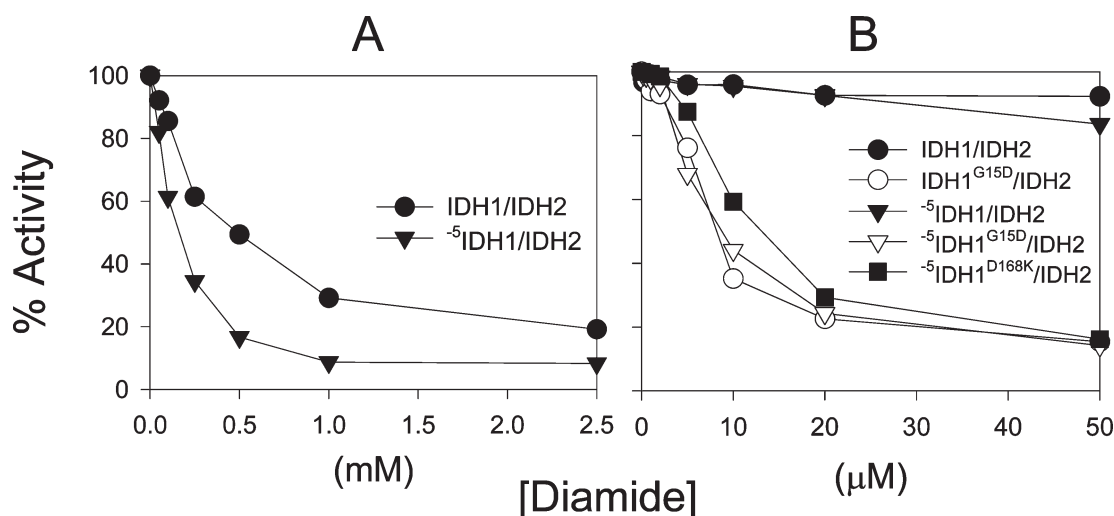 A
B
% Activity
100
80
60
40
20
0
IDH1/IDH2
⁻⁵IDH1/IDH2
0.0 0.5 1.0 1.5 2.0 2.5
(mM)
IDH1/IDH2
IDH1ᴳ¹⁵ᴰ/IDH2
⁻⁵IDH1/IDH2
⁻⁵IDH1ᴳ¹⁵ᴰ/IDH2
⁻⁵IDH1ᴰ¹⁶⁸ᴷ/IDH2
0 10 20 30 40 50
(μM)
[Diamide]